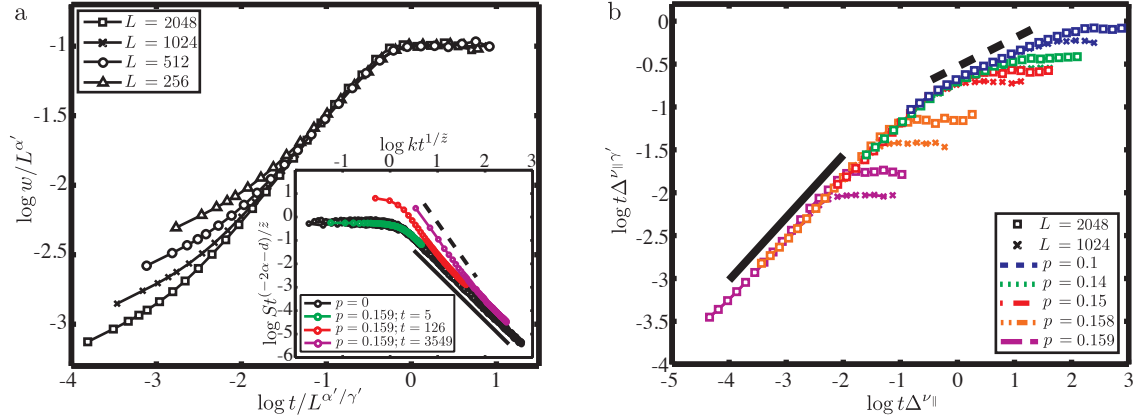 a
L = 2048
L = 1024
L = 512
L = 256
-1
-1.5
-2
-2.5
-3
log w/L^{α′}
-4 -3 -2 -1 0 1
log t/L^{α′/γ′}
log kt^{1/z̃}
-1 0 1 2 3
1
0
-1
-2
-3
-4
-5
-6
log St^{(-2α-d)/z̃}
p = 0
p = 0.159; t = 5
p = 0.159; t = 126
p = 0.159; t = 3549
b
0
-0.5
-1
-1.5
-2
-2.5
-3
-3.5
log tΔ^{ν∥γ′}
-5 -4 -3 -2 -1 0 1 2 3
log tΔ^{ν∥}
L = 2048
L = 1024
p = 0.1
p = 0.14
p = 0.15
p = 0.158
p = 0.159